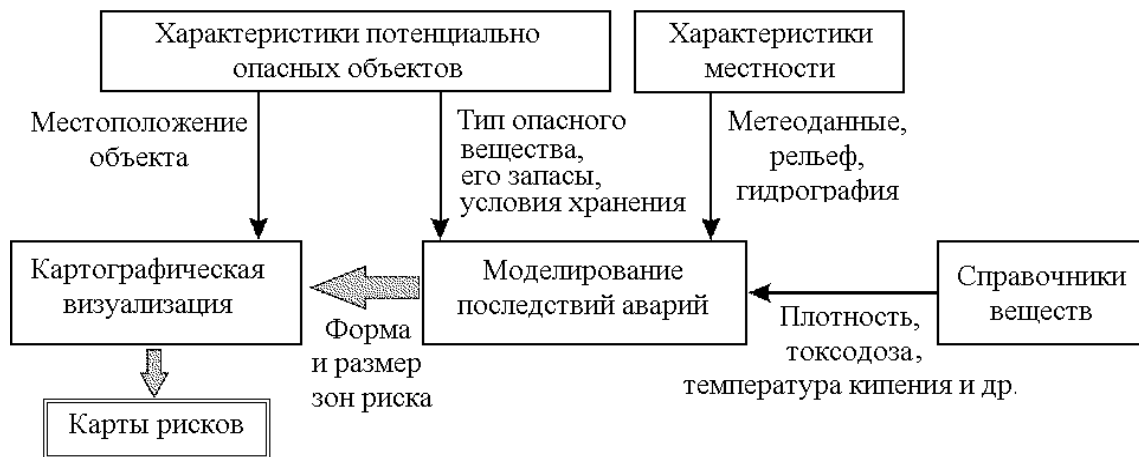 Характеристики потенциально
опасных объектов
Характеристики
местности
Местоположение
объекта
Тип опасного
вещества,
его запасы,
условия хранения
Метеоданные,
рельеф,
гидрография
Картографическая
визуализация
Моделирование
последствий аварий
Справочники
веществ
Форма
и размер
зон риска
Плотность,
токсодоза,
температура кипения и др.
Карты рисков